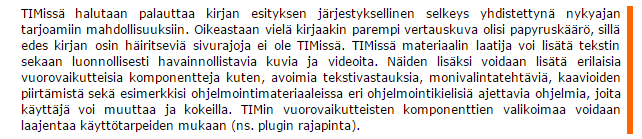 TIMissä halutaan palauttaa kirjan esityksen järjestyksellinen selkeys yhdistettynä nykyajan
tarjoamiin mahdollisuuksiin. Oikeastaan vielä kirjaakin parempi vertauskuva olisi papyruskäärö, sillä
edes kirjan osin häiritseviä sivurajoja ei ole TIMissä. TIMissä materiaalin laatija voi lisätä tekstin
sekaan luonnollisesti havainnollistavia kuvia ja videoita. Näiden lisäksi voidaan lisätä erilaisia
vuorovaikutteisia komponentteja kuten, avoimia tekstivastauksia, monivalintatehtäviä, kaavioiden
piirtämistä sekä esimerkkisi ohjelmointimateriaaleissa eri ohjelmointikielisiä ajettavia ohjelmia, joita
käyttäjä voi muuttaa ja kokeilla. TIMin vuorovaikutteisten komponenttien valikoimaa voidaan
laajentaa käyttötarpeiden mukaan (ns. plugin rajapinta).